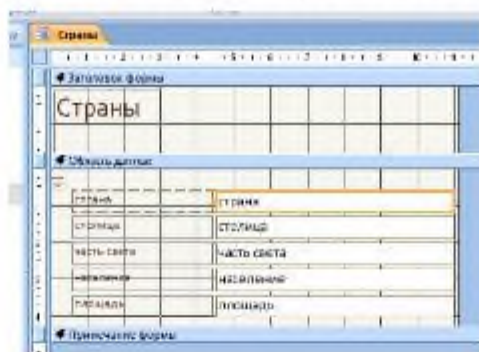 Страны
Заголовок формы
Страны
Область данных
страна страна
столица столица
часть света часть света
население население
площадь площадь
Примечание формы